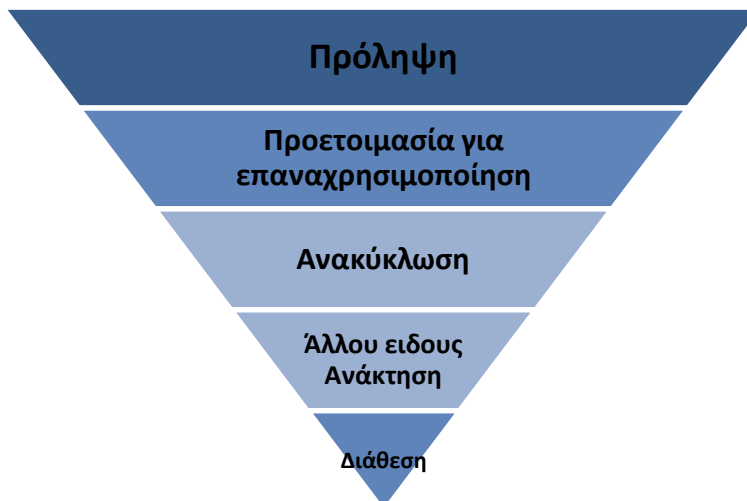 Πρόληψη
Προετοιμασία για
επαναχρησιμοποίηση
Ανακύκλωση
Άλλου ειδους
Ανάκτηση
Διάθεση